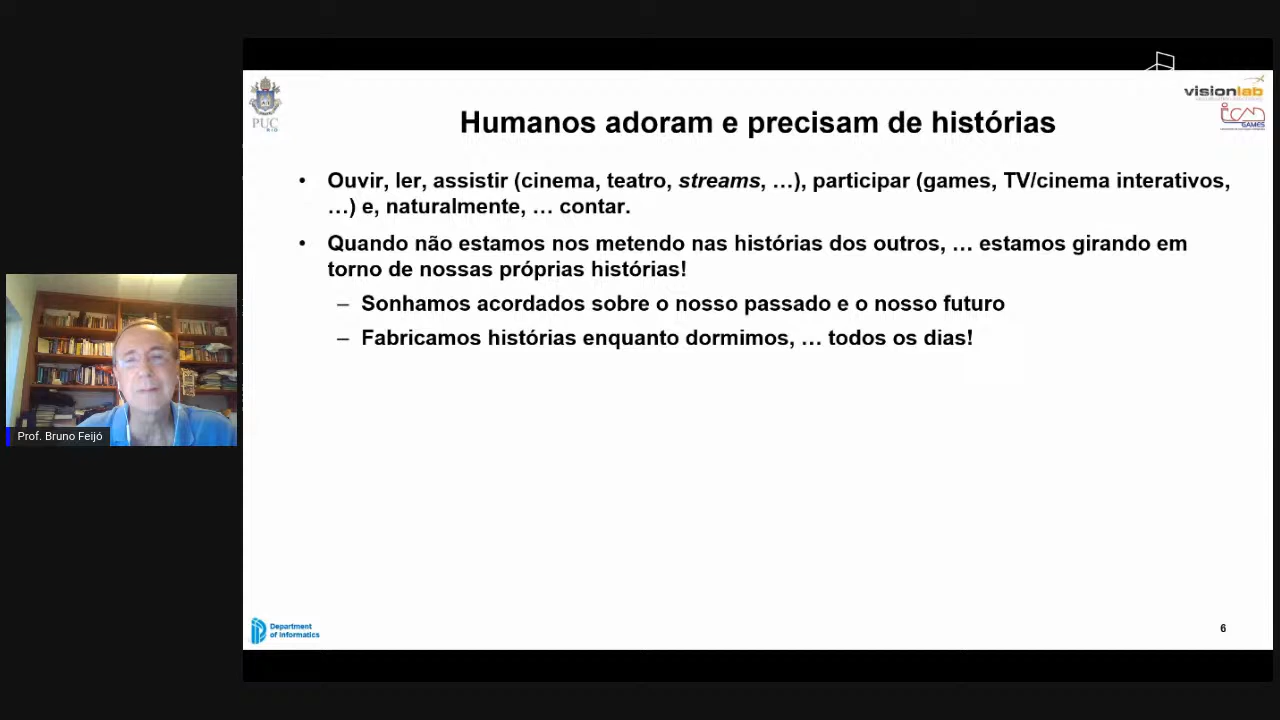 visionlab
PUC
RIO
GAMES
Humanos adoram e precisam de histórias
• Ouvir, ler, assistir (cinema, teatro, streams, …), participar (games, TV/cinema interativos,
…) e, naturalmente, … contar.
• Quando não estamos nos metendo nas histórias dos outros, … estamos girando em
torno de nossas próprias histórias!
– Sonhamos acordados sobre o nosso passado e o nosso futuro
– Fabricamos histórias enquanto dormimos, … todos os dias!
Prof. Bruno Feijó
Department
of Informatics
6